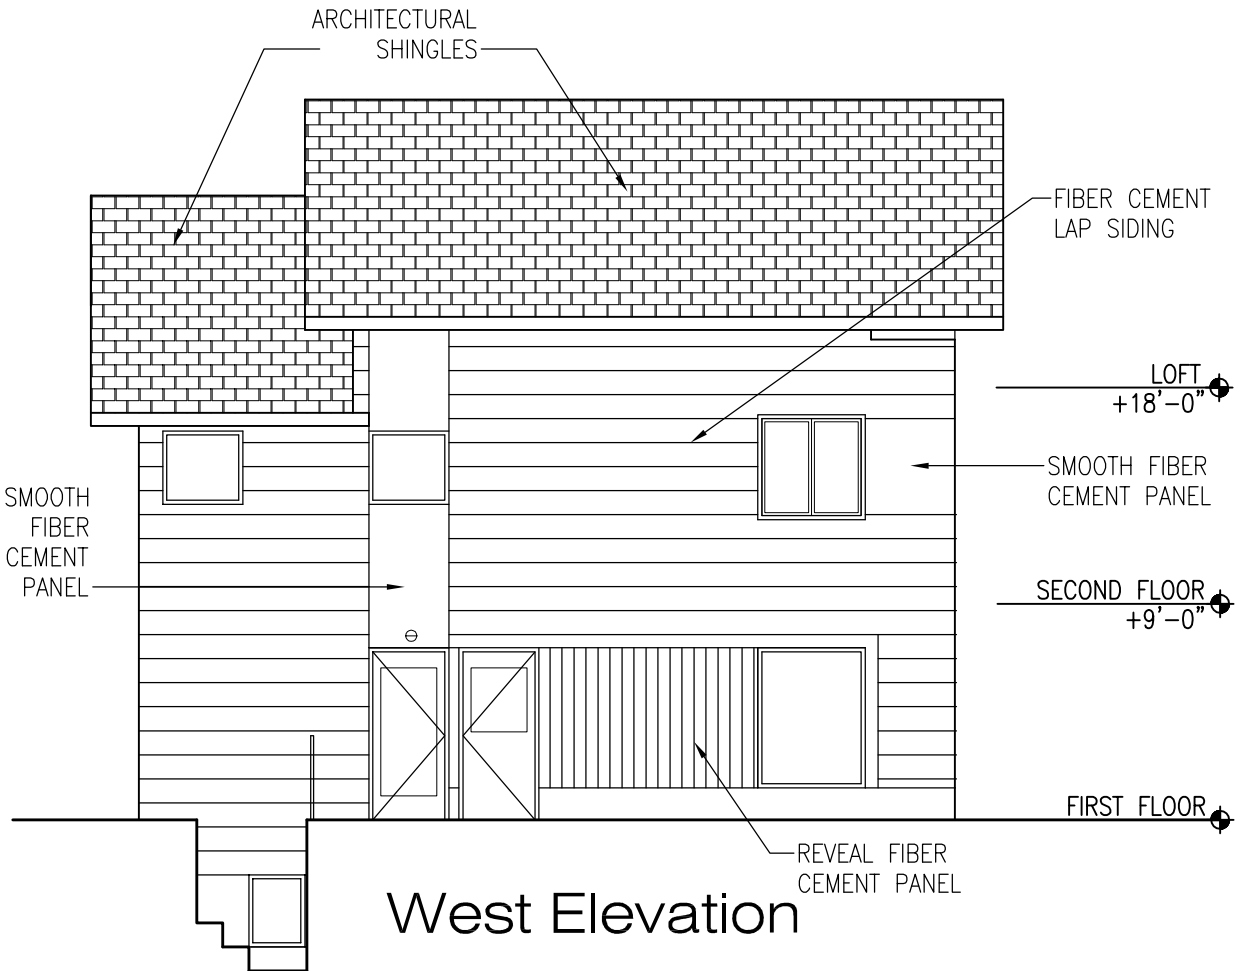 ARCHITECTURAL
SHINGLES
FIBER CEMENT
LAP SIDING
LOFT
+18'-0"
SMOOTH FIBER
CEMENT PANEL
SMOOTH
FIBER
CEMENT
PANEL
SECOND FLOOR
+9'-0"
FIRST FLOOR
REVEAL FIBER
CEMENT PANEL
West Elevation